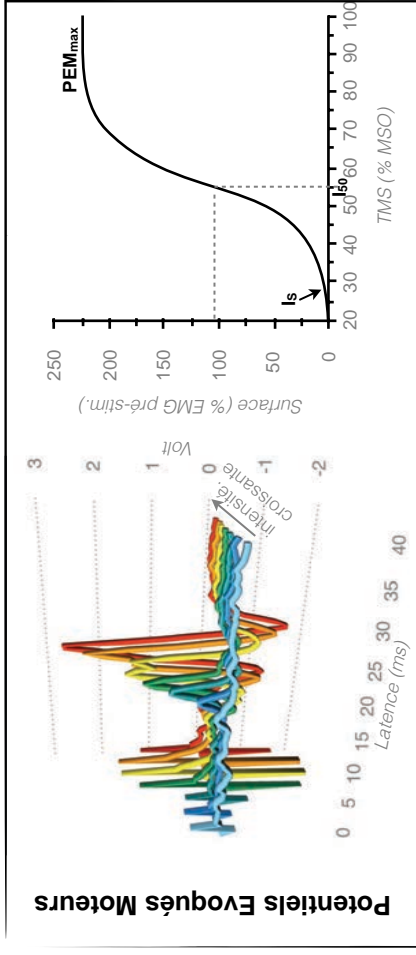 Potentiels Evoqués Moteurs
3
2
1
0
-1
-2
Volt
intensité
croissante
0 5 10 15 20 25 30 35 40
Latence (ms)
250
200
150
100
50
0
Surface (% EMG pré-stim.)
PEMmax
Is
I50
20 30 40 50 60 70 80 90 100
TMS (% MSO)